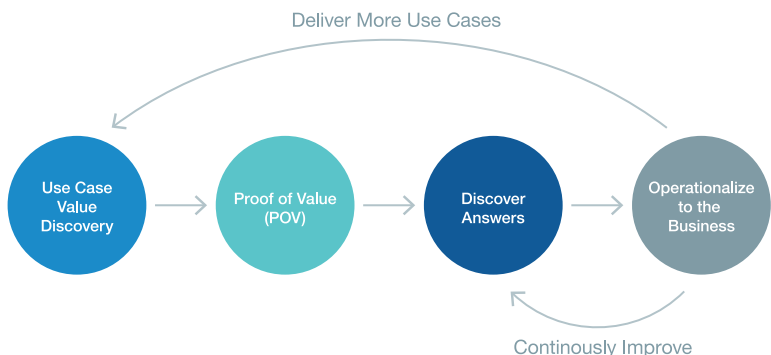 Deliver More Use Cases
Use Case
Value
Discovery
Proof of Value
(POV)
Discover
Answers
Operationalize
to the
Business
Continously Improve